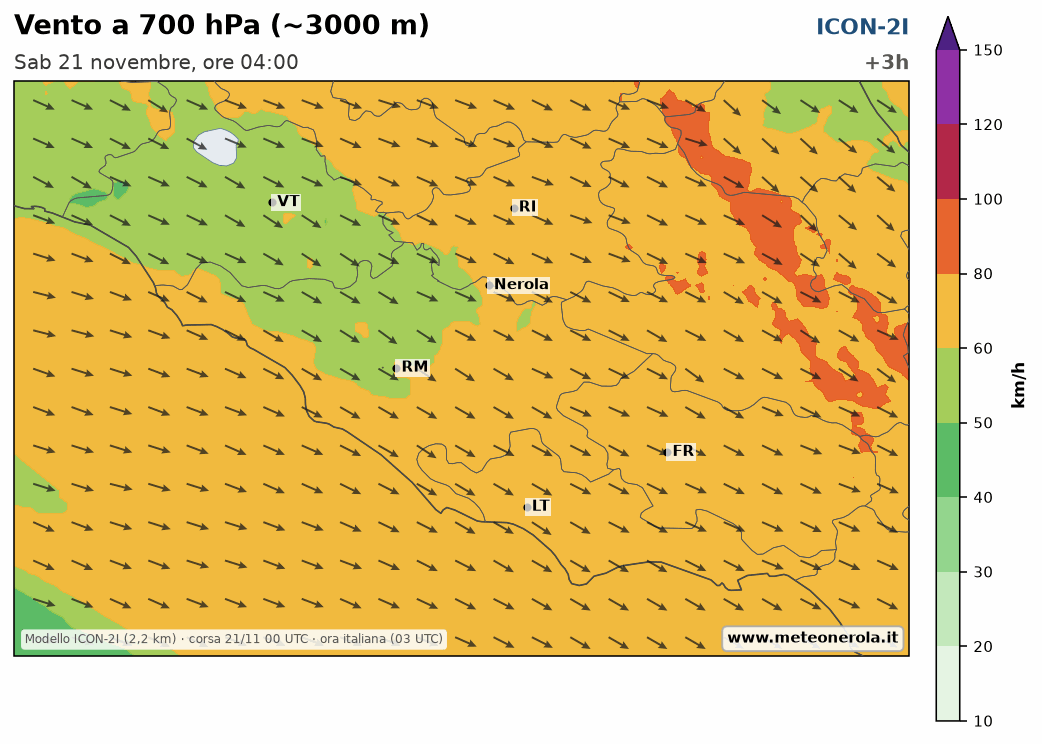 Vento a 700 hPa (~3000 m)
ICON-2I
Sab 21 novembre, ore 04:00
+3h
150
120
100
80
60
50
40
30
20
10
km/h
VT
RI
Nerola
RM
FR
LT
Modello ICON-2I (2,2 km) · corsa 21/11 00 UTC · ora italiana (03 UTC)
www.meteonerola.it